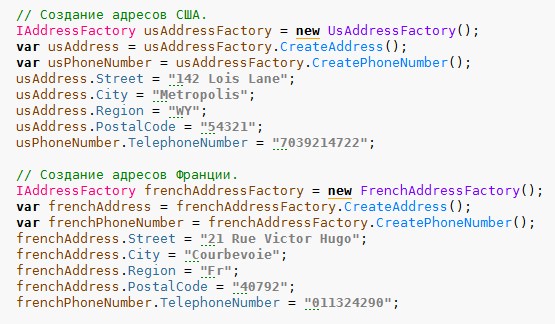 // Создание адресов США.
IAddressFactory usAddressFactory = new UsAddressFactory();
var usAddress = usAddressFactory.CreateAddress();
var usPhoneNumber = usAddressFactory.CreatePhoneNumber();
usAddress.Street = "142 Lois Lane";
usAddress.City = "Metropolis";
usAddress.Region = "WY";
usAddress.PostalCode = "54321";
usPhoneNumber.TelephoneNumber = "7039214722";
// Создание адресов Франции.
IAddressFactory frenchAddressFactory = new FrenchAddressFactory();
var frenchAddress = frenchAddressFactory.CreateAddress();
var frenchPhoneNumber = frenchAddressFactory.CreatePhoneNumber();
frenchAddress.Street = "21 Rue Victor Hugo";
frenchAddress.City = "Courbevoie";
frenchAddress.Region = "Fr";
frenchAddress.PostalCode = "40792";
frenchPhoneNumber.TelephoneNumber = "011324290";